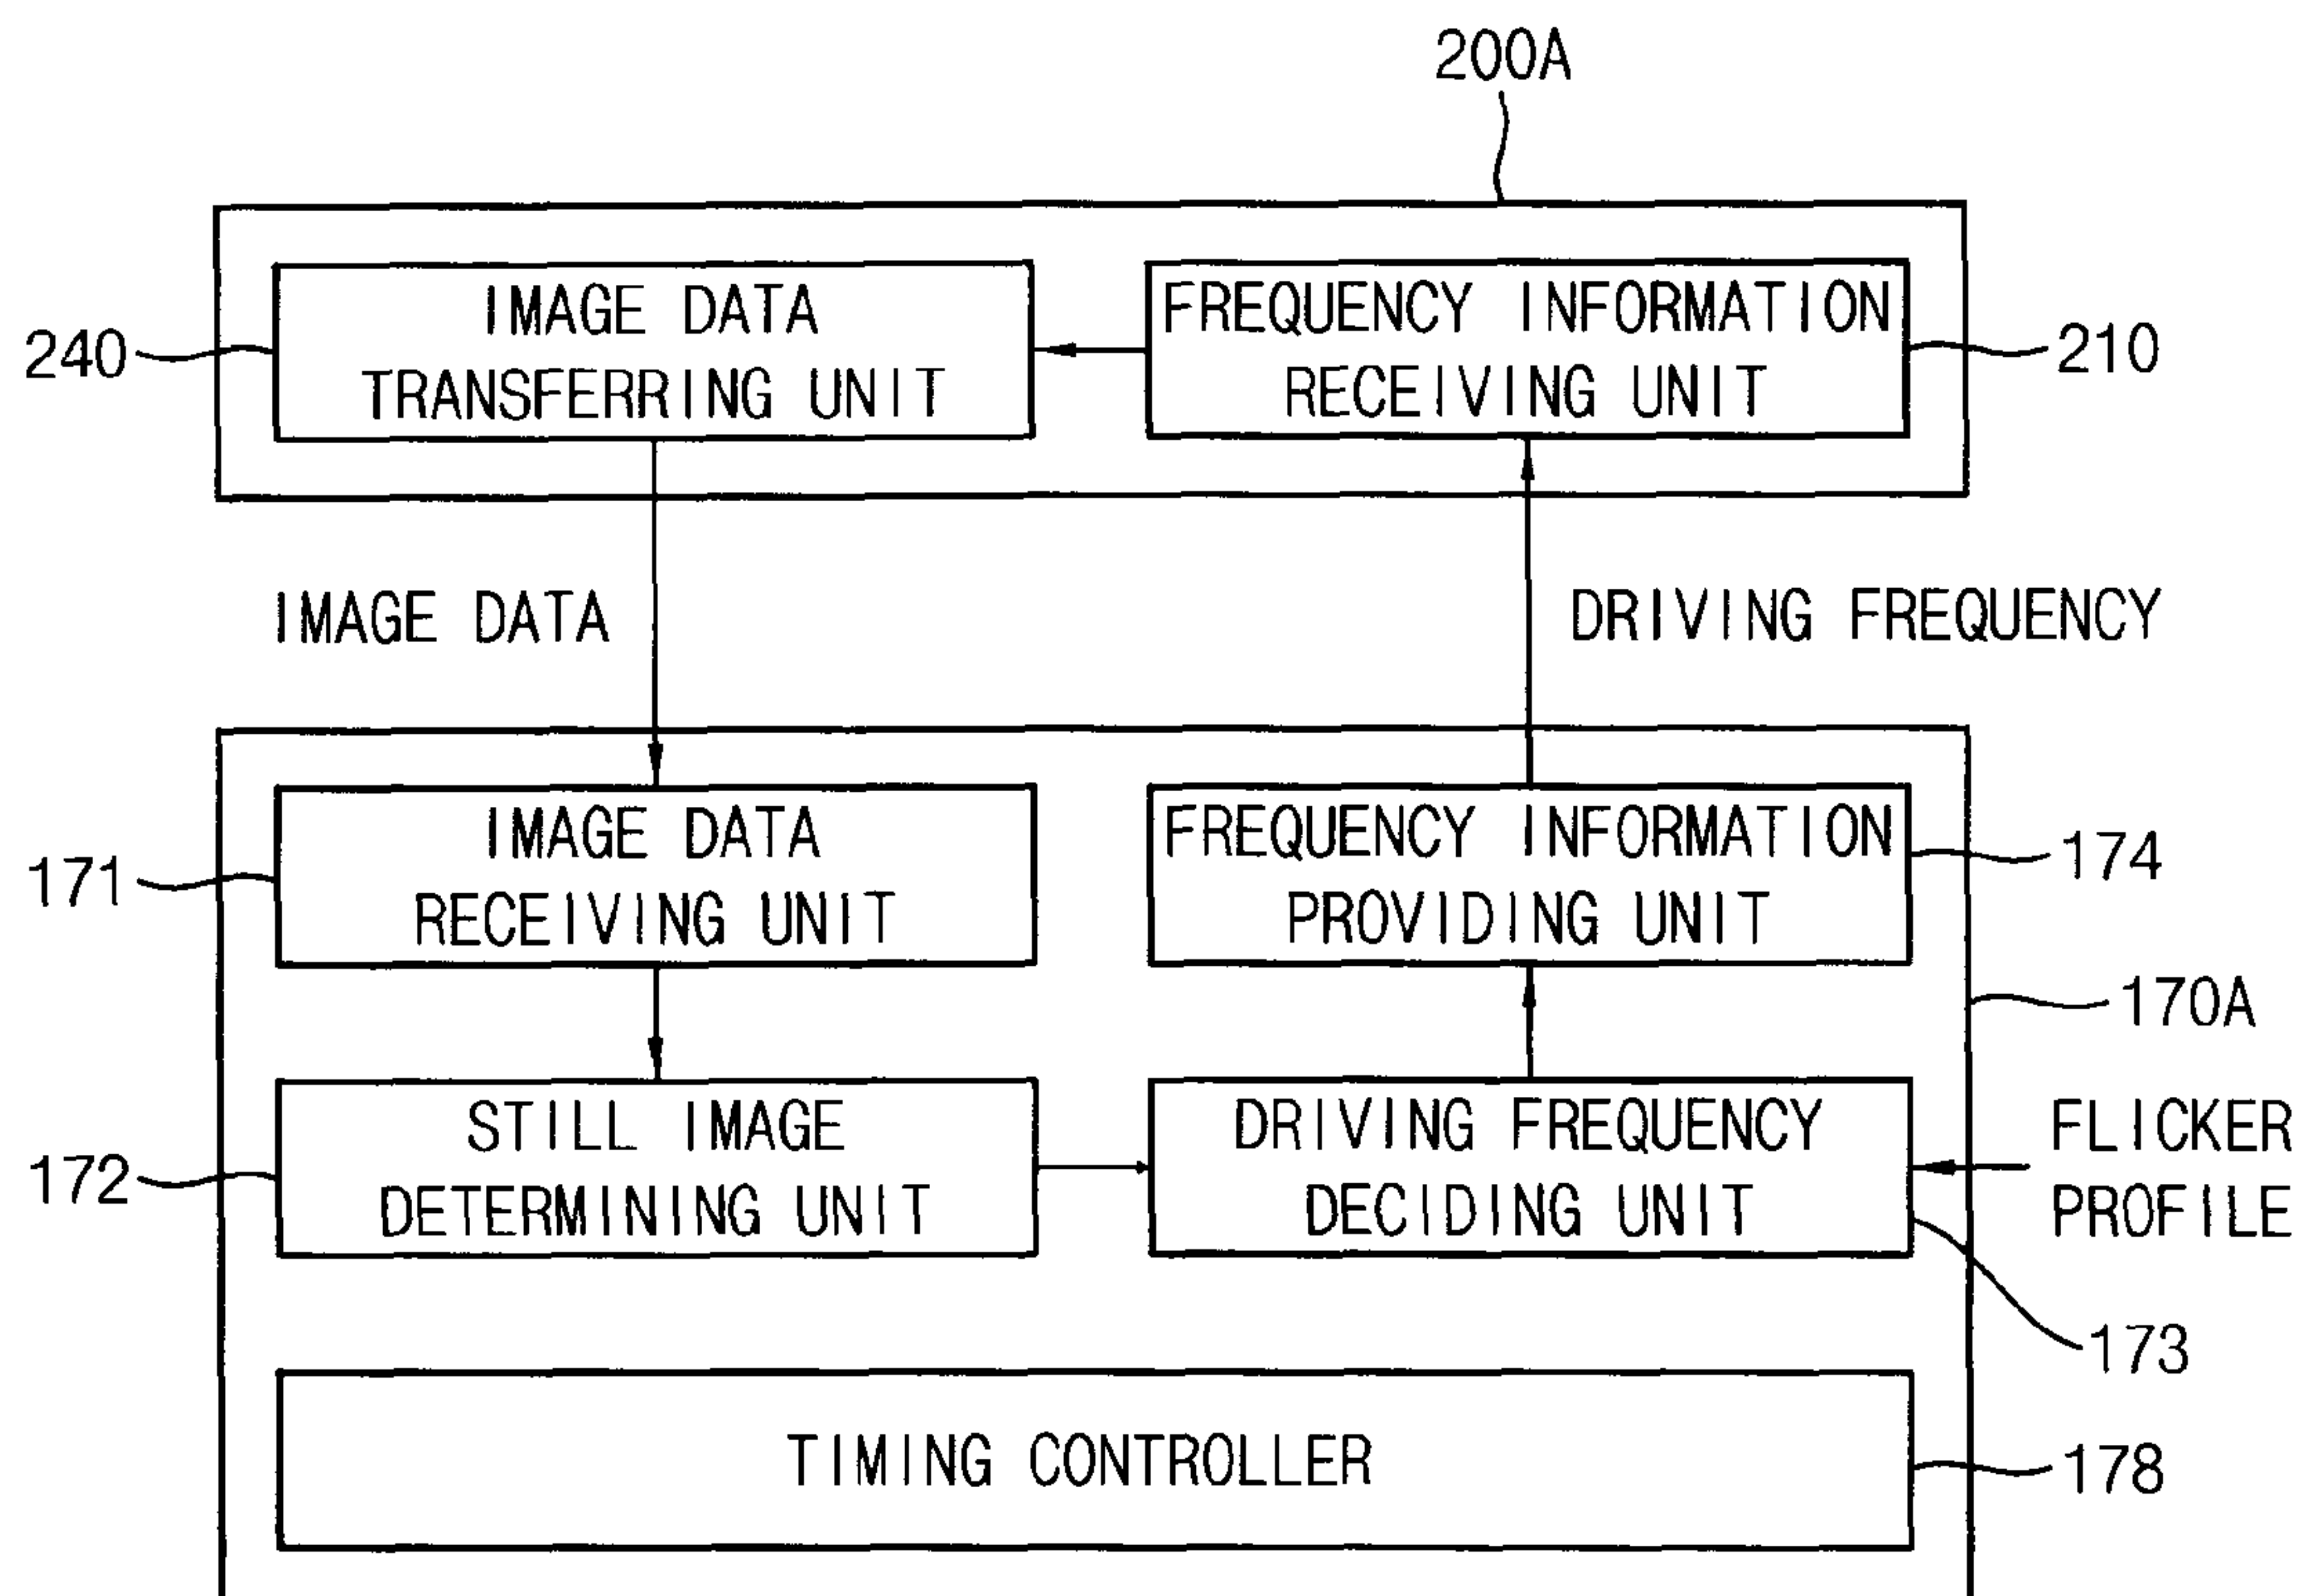 200A
IMAGE DATA
TRANSFERRING UNIT
FREQUENCY INFORMATION
RECEIVING UNIT
240
210
IMAGE DATA
DRIVING FREQUENCY
IMAGE DATA
RECEIVING UNIT
FREQUENCY INFORMATION
PROVIDING UNIT
171
174
170A
STILL IMAGE
DETERMINING UNIT
DRIVING FREQUENCY
DECIDING UNIT
FLICKER
PROFILE
172
173
TIMING CONTROLLER
178